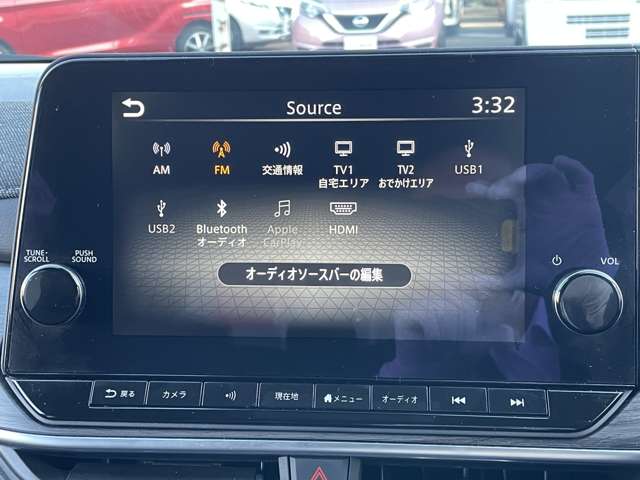 Source 3:32
AM FM 交通情報 TV1 TV2 USB1
自宅エリア おでかけエリア
USB2 Bluetooth Apple HDMI
オーディオ CarPlay
オーディオソースバーの編集
TUNE・ PUSH
SCROLL SOUND
VOL
戻る カメラ 現在地 メニュー オーディオ